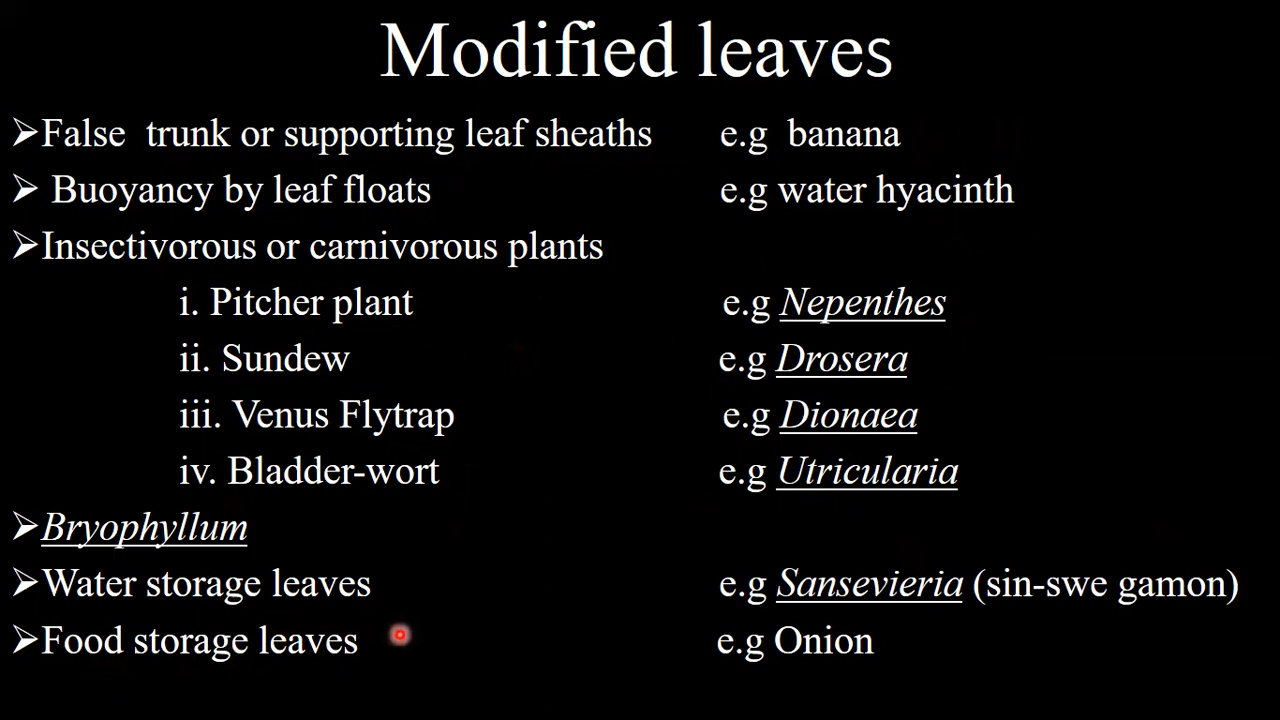 Modified leaves
➢False trunk or supporting leaf sheaths e.g banana
➢ Buoyancy by leaf floats e.g water hyacinth
➢Insectivorous or carnivorous plants
i. Pitcher plant e.g Nepenthes
ii. Sundew e.g Drosera
iii. Venus Flytrap e.g Dionaea
iv. Bladder-wort e.g Utricularia
➢Bryophyllum
➢Water storage leaves e.g Sansevieria (sin-swe gamon)
➢Food storage leaves e.g Onion